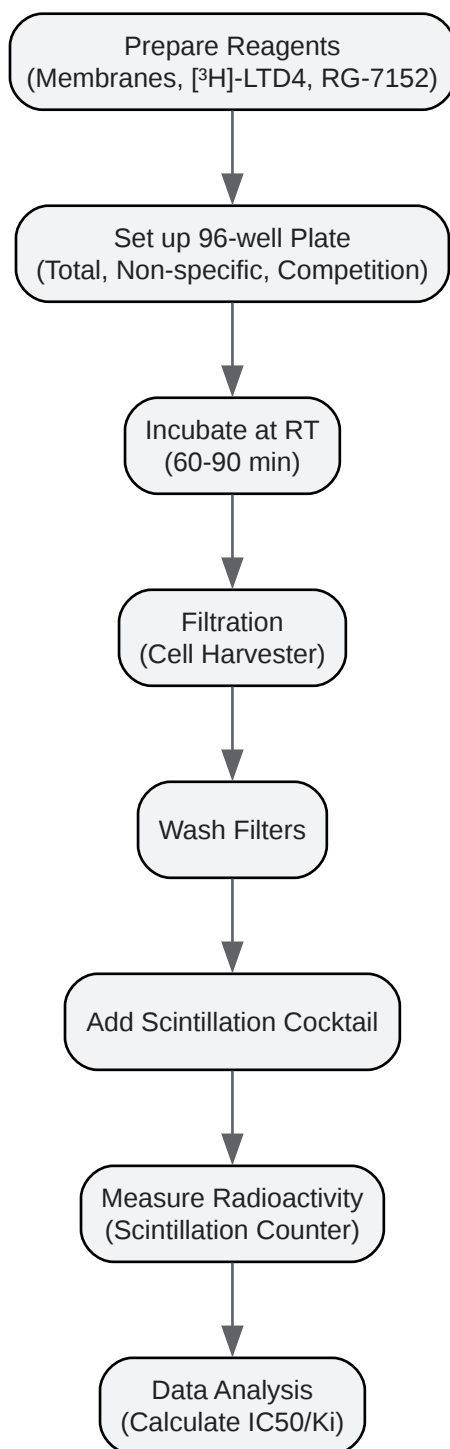 Prepare Reagents
(Membranes, [³H]-LTD4, RG-7152)
Set up 96-well Plate
(Total, Non-specific, Competition)
Incubate at RT
(60-90 min)
Filtration
(Cell Harvester)
Wash Filters
Add Scintillation Cocktail
Measure Radioactivity
(Scintillation Counter)
Data Analysis
(Calculate IC50/Ki)